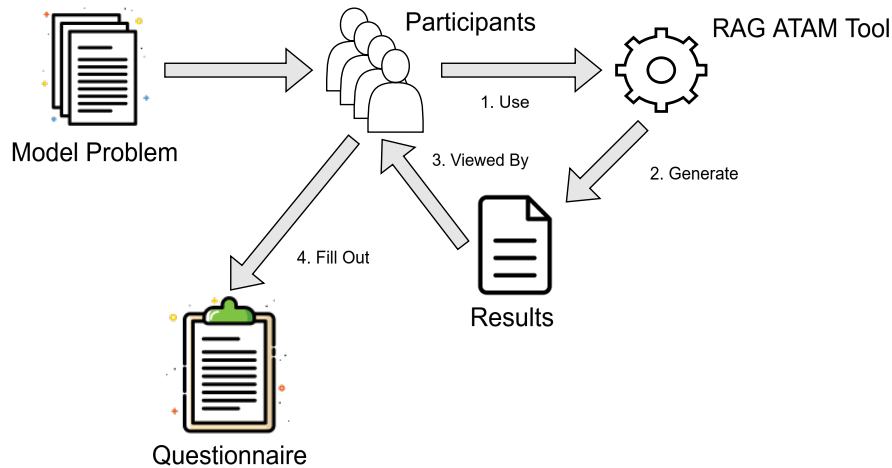 Participants
RAG ATAM Tool
1. Use
Model Problem
3. Viewed By
2. Generate
4. Fill Out
Results
Questionnaire